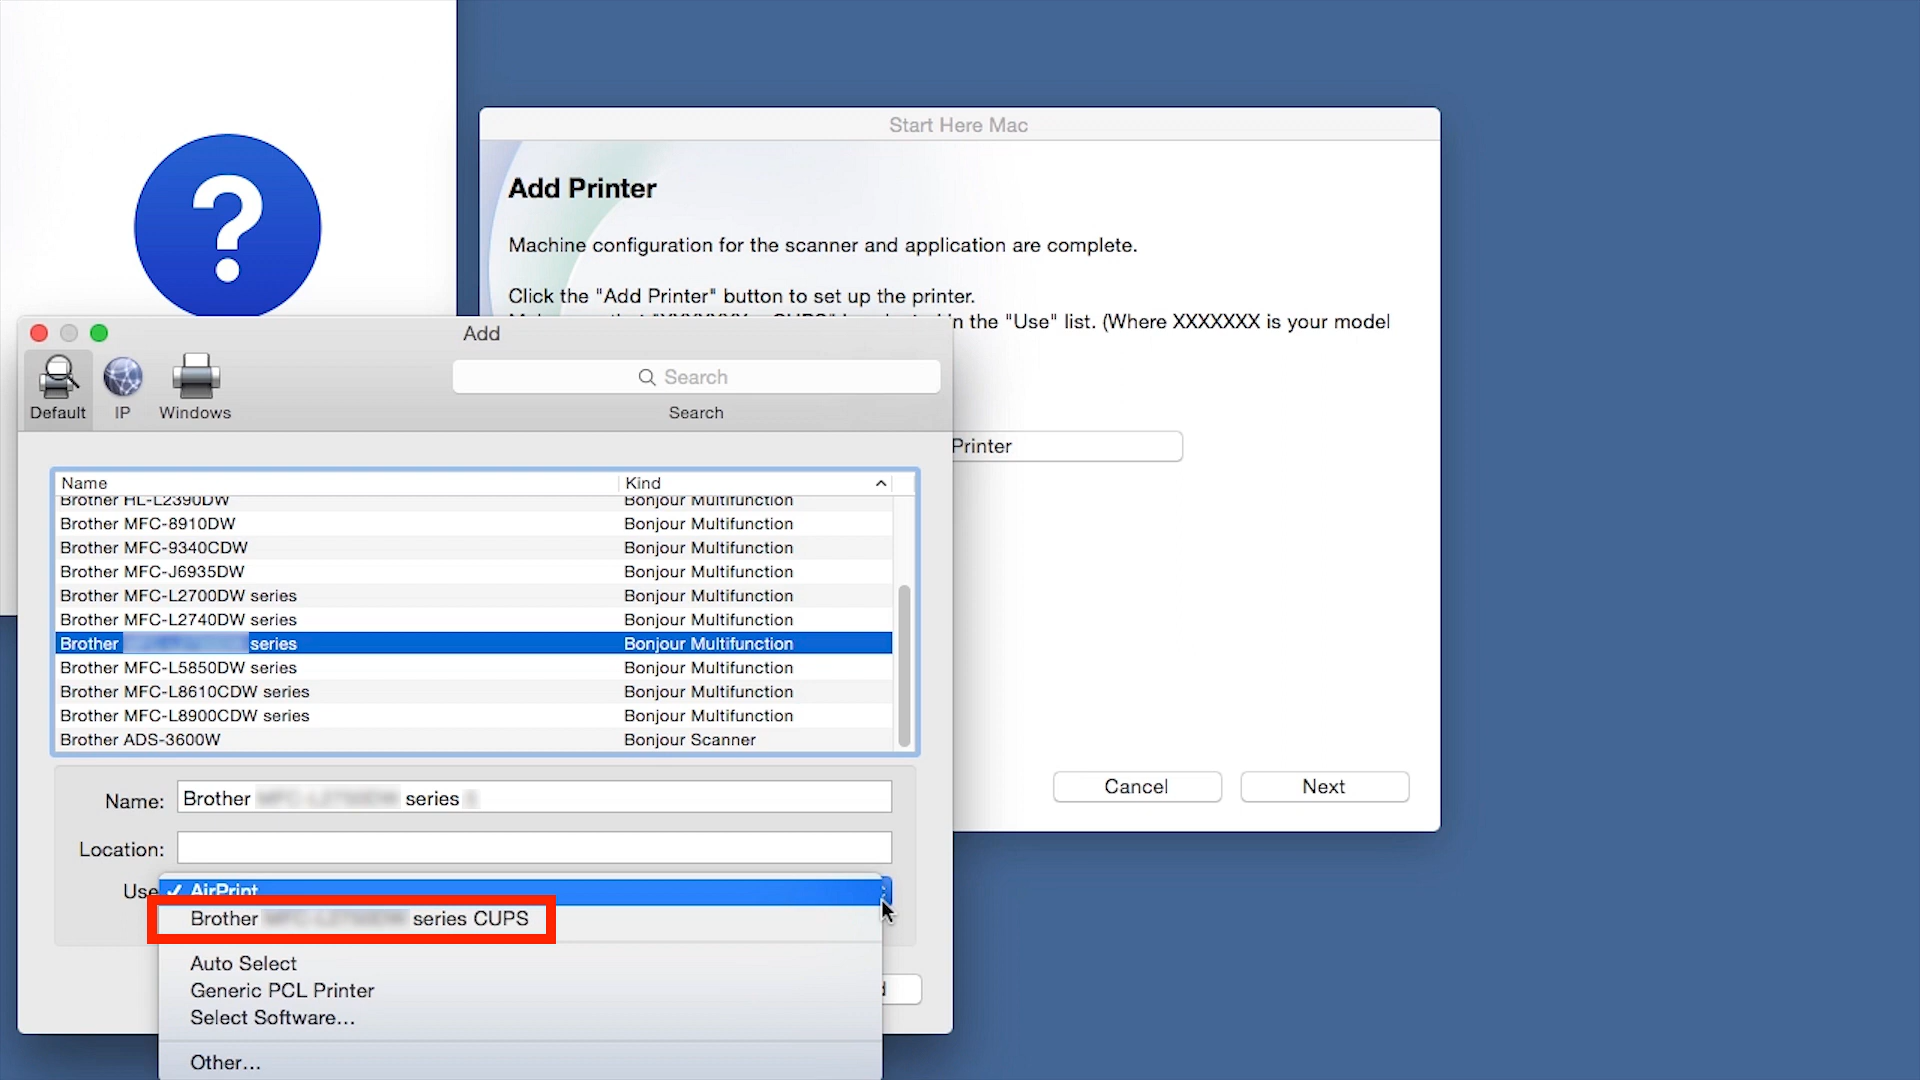 ?
Start Here Mac
Add Printer
Machine configuration for the scanner and application are complete.
Click the "Add Printer" button to set up the printer.
in the "Use" list. (Where XXXXXXX is your model
Printer
Cancel
Next
Add
Default
IP
Windows
Search
Search
Name
Kind
Brother HL-L2390DW
Bonjour Multifunction
Brother MFC-8910DW
Bonjour Multifunction
Brother MFC-9340CDW
Bonjour Multifunction
Brother MFC-J6935DW
Bonjour Multifunction
Brother MFC-L2700DW series
Bonjour Multifunction
Brother MFC-L2740DW series
Bonjour Multifunction
Brother series
Bonjour Multifunction
Brother MFC-L5850DW series
Bonjour Multifunction
Brother MFC-L8610CDW series
Bonjour Multifunction
Brother MFC-L8900CDW series
Bonjour Multifunction
Brother ADS-3600W
Bonjour Scanner
Name: Brother series
Location:
Use ✓ AirPrint
Brother series CUPS
Auto Select
Generic PCL Printer
Select Software...
Other...